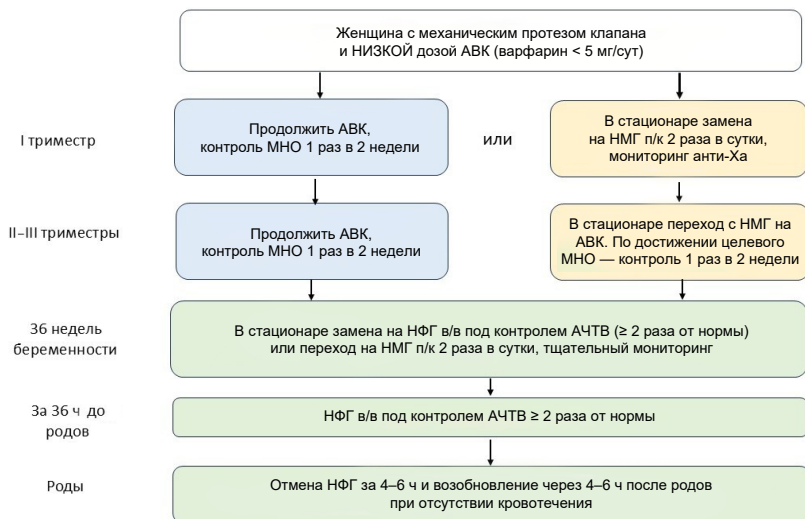 Женщина с механическим протезом клапана
и НИЗКОЙ дозой АВК (варфарин < 5 мг/сут)
I триместр
Продолжить АВК,
контроль МНО 1 раз в 2 недели
или
В стационаре замена
на НМГ п/к 2 раза в сутки,
мониторинг анти-Ха
II–III триместры
Продолжить АВК,
контроль МНО 1 раз в 2 недели
В стационаре переход с НМГ на
АВК. По достижении целевого
МНО — контроль 1 раз в 2 недели
36 недель
беременности
В стационаре замена на НФГ в/в под контролем АЧТВ (≥ 2 раза от нормы)
или переход на НМГ п/к 2 раза в сутки, тщательный мониторинг
За 36 ч до
родов
НФГ в/в под контролем АЧТВ ≥ 2 раза от нормы
Роды
Отмена НФГ за 4–6 ч и возобновление через 4–6 ч после родов
при отсутствии кровотечения